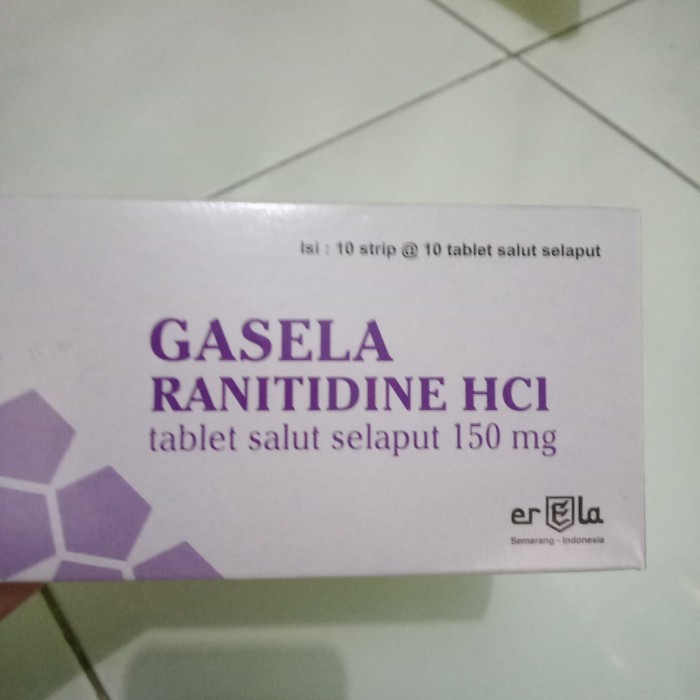 Isi : 10 strip @ 10 tablet salut selaput
GASELA
RANITIDINE HCl
tablet salut selaput 150 mg
erEla
Semarang - Indonesia